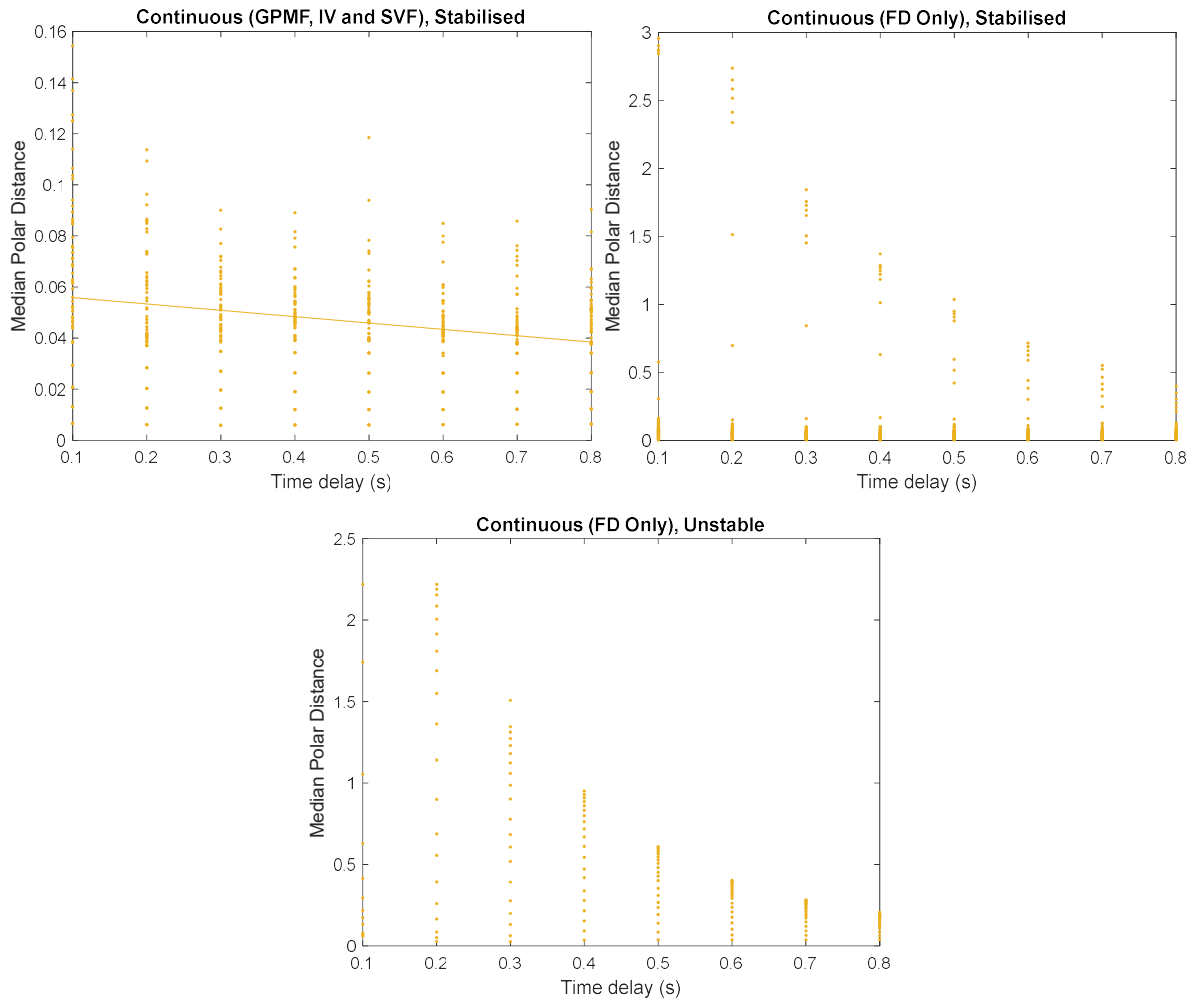 Continuous (GPMF, IV and SVF), Stabilised
0.16
0.14
0.12
0.1
0.08
0.06
0.04
0.02
0
Median Polar Distance
0.1 0.2 0.3 0.4 0.5 0.6 0.7 0.8
Time delay (s)
Continuous (FD Only), Stabilised
3
2.5
2
1.5
1
0.5
0
Median Polar Distance
0.1 0.2 0.3 0.4 0.5 0.6 0.7 0.8
Time delay (s)
Continuous (FD Only), Unstable
2.5
2
1.5
1
0.5
0
Median Polar Distance
0.1 0.2 0.3 0.4 0.5 0.6 0.7 0.8
Time delay (s)